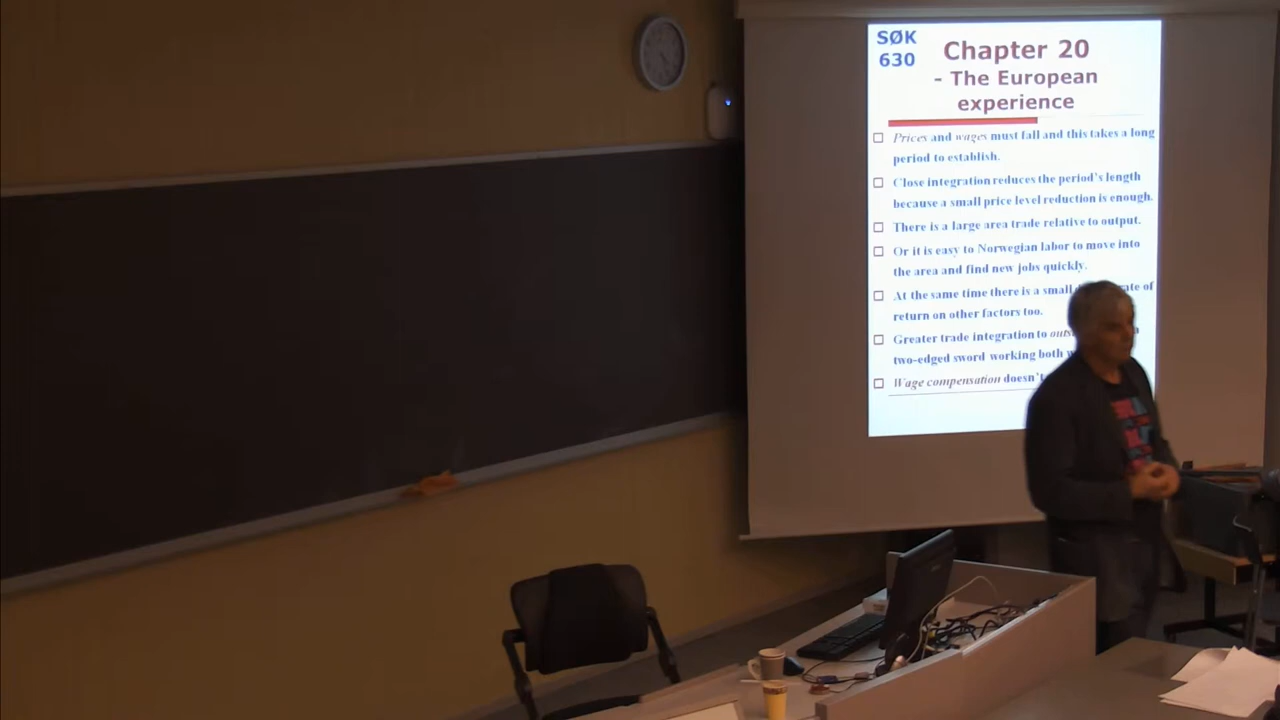 SØK
630
Chapter 20
- The European
experience
Prices and wages must fall and this takes a long
period to establish.
Close integration reduces the period's length
because a small price level reduction is enough.
There is a large area trade relative to output.
Or it is easy to Norwegian labor to move into
the area and find new jobs quickly.
At the same time there is a small rate of
return on other factors too.
Greater trade integration to a
two-edged sword working both
Wage compensation doesn't